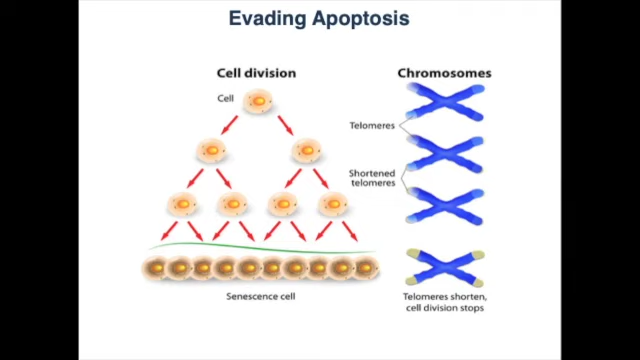 Evading Apoptosis
Cell division
Chromosomes
Cell
Telomeres
Shortened
telomeres
Senescence cell
Telomeres shorten,
cell division stops